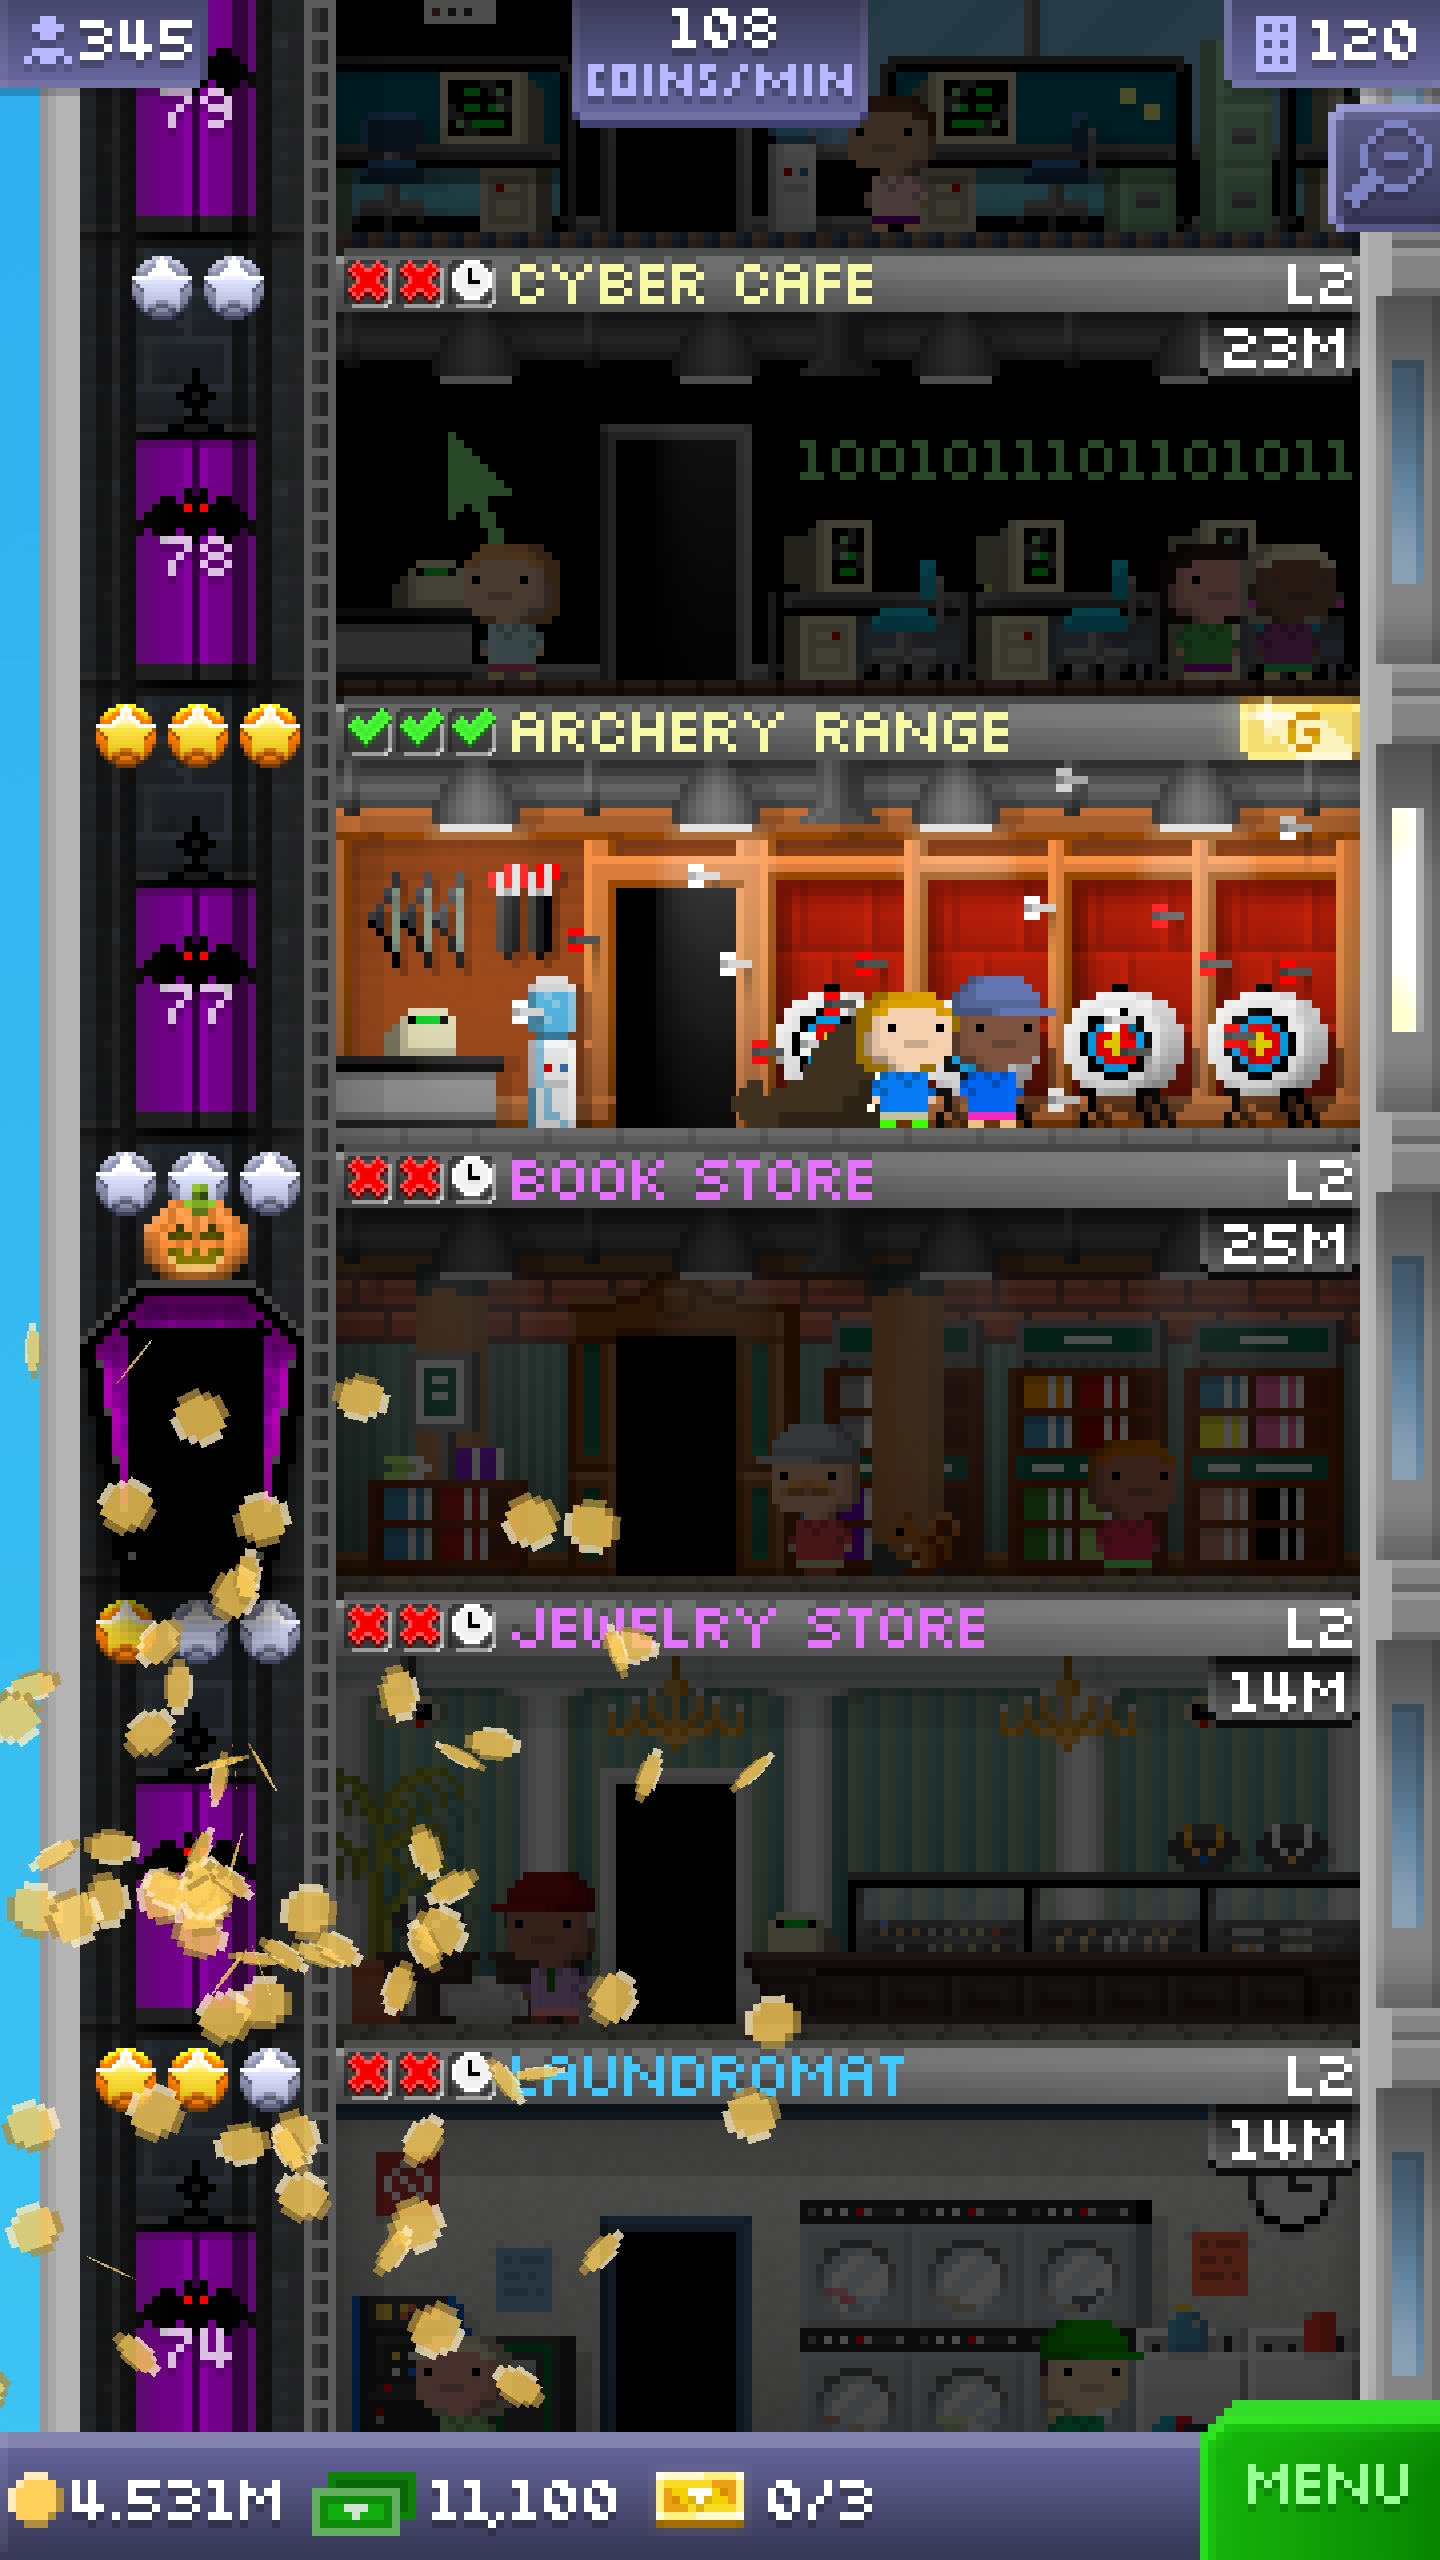 345
108
COINS/MIN
120
79
CYBER CAFE
L2
23M
1001011101101011
78
ARCHERY RANGE
G
77
BOOK STORE
L2
25M
JEWELRY STORE
L2
14M
LAUNDROMAT
L2
14M
74
4.531M
11,100
0/3
MENU